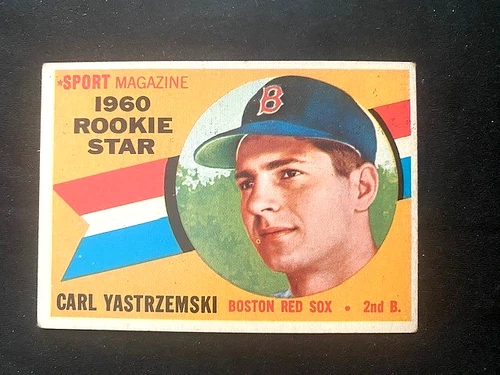 *SPORT MAGAZINE
1960
ROOKIE
STAR
B
CARL YASTRZEMSKI BOSTON RED SOX • 2nd B.